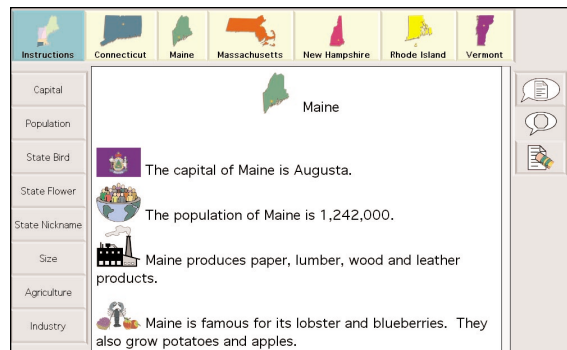 Instructions
Connecticut
Maine
Massachusetts
New Hampshire
Rhode Island
Vermont
Capital
Population
State Bird
State Flower
State Nickname
Size
Agriculture
Industry
Maine
The capital of Maine is Augusta.
The population of Maine is 1,242,000.
Maine produces paper, lumber, wood and leather
products.
Maine is famous for its lobster and blueberries. They
also grow potatoes and apples.